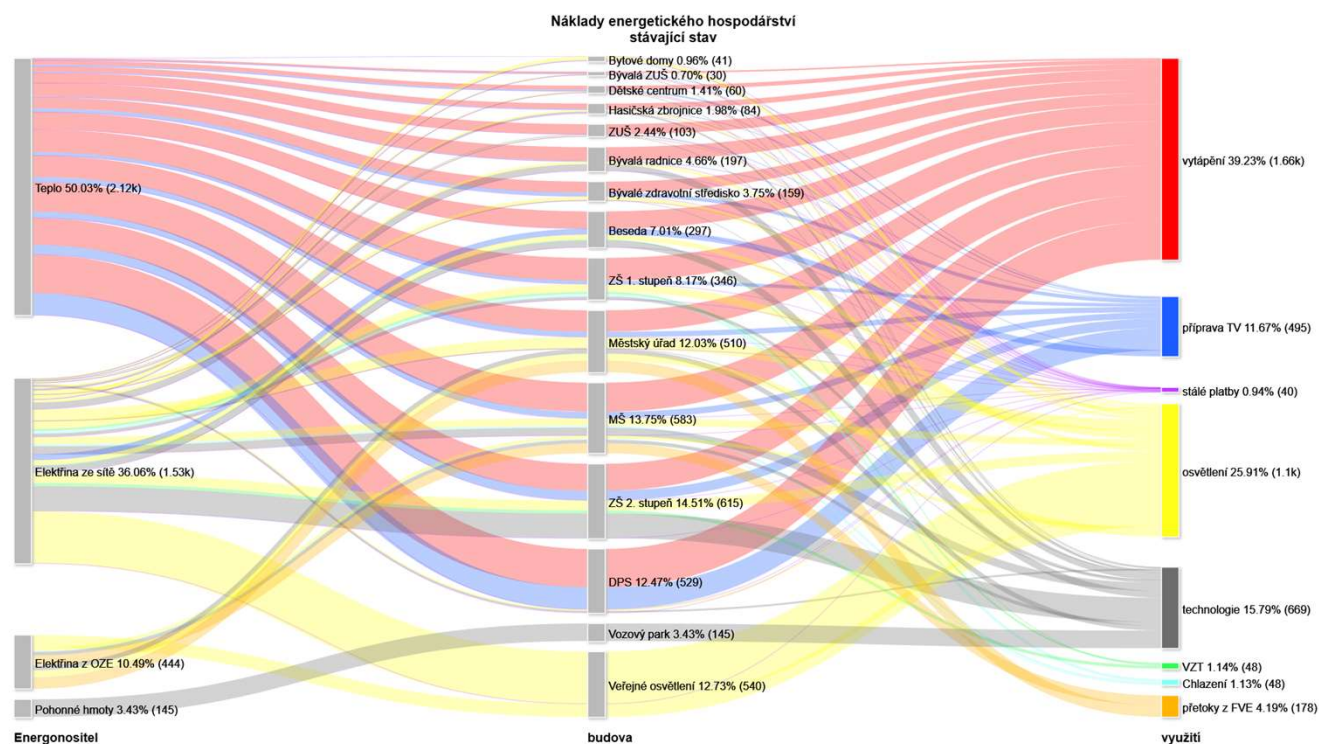 Náklady energetického hospodářství
stávající stav
Teplo 50.03% (2.12k)
Elektřina ze sítě 36.06% (1.53k)
Elektřina z OZE 10.49% (444)
Pohonné hmoty 3.43% (145)
Energonositel
Bytové domy 0.96% (41)
Bývalá ZUŠ 0.70% (30)
Dětské centrum 1.41% (60)
Hasičská zbrojnice 1.98% (84)
ZUŠ 2.44% (103)
Bývalá radnice 4.66% (197)
Bývalé zdravotní středisko 3.75% (159)
Beseda 7.01% (297)
ZŠ 1. stupeň 8.17% (346)
Městský úřad 12.03% (510)
MŠ 13.75% (583)
ZŠ 2. stupeň 14.51% (615)
DPS 12.47% (529)
Vozový park 3.43% (145)
Veřejné osvětlení 12.73% (540)
budova
vytápění 39.23% (1.66k)
příprava TV 11.67% (495)
stálé platby 0.94% (40)
osvětlení 25.91% (1.1k)
technologie 15.79% (669)
VZT 1.14% (48)
Chlazení 1.13% (48)
přetoky z FVE 4.19% (178)
využití